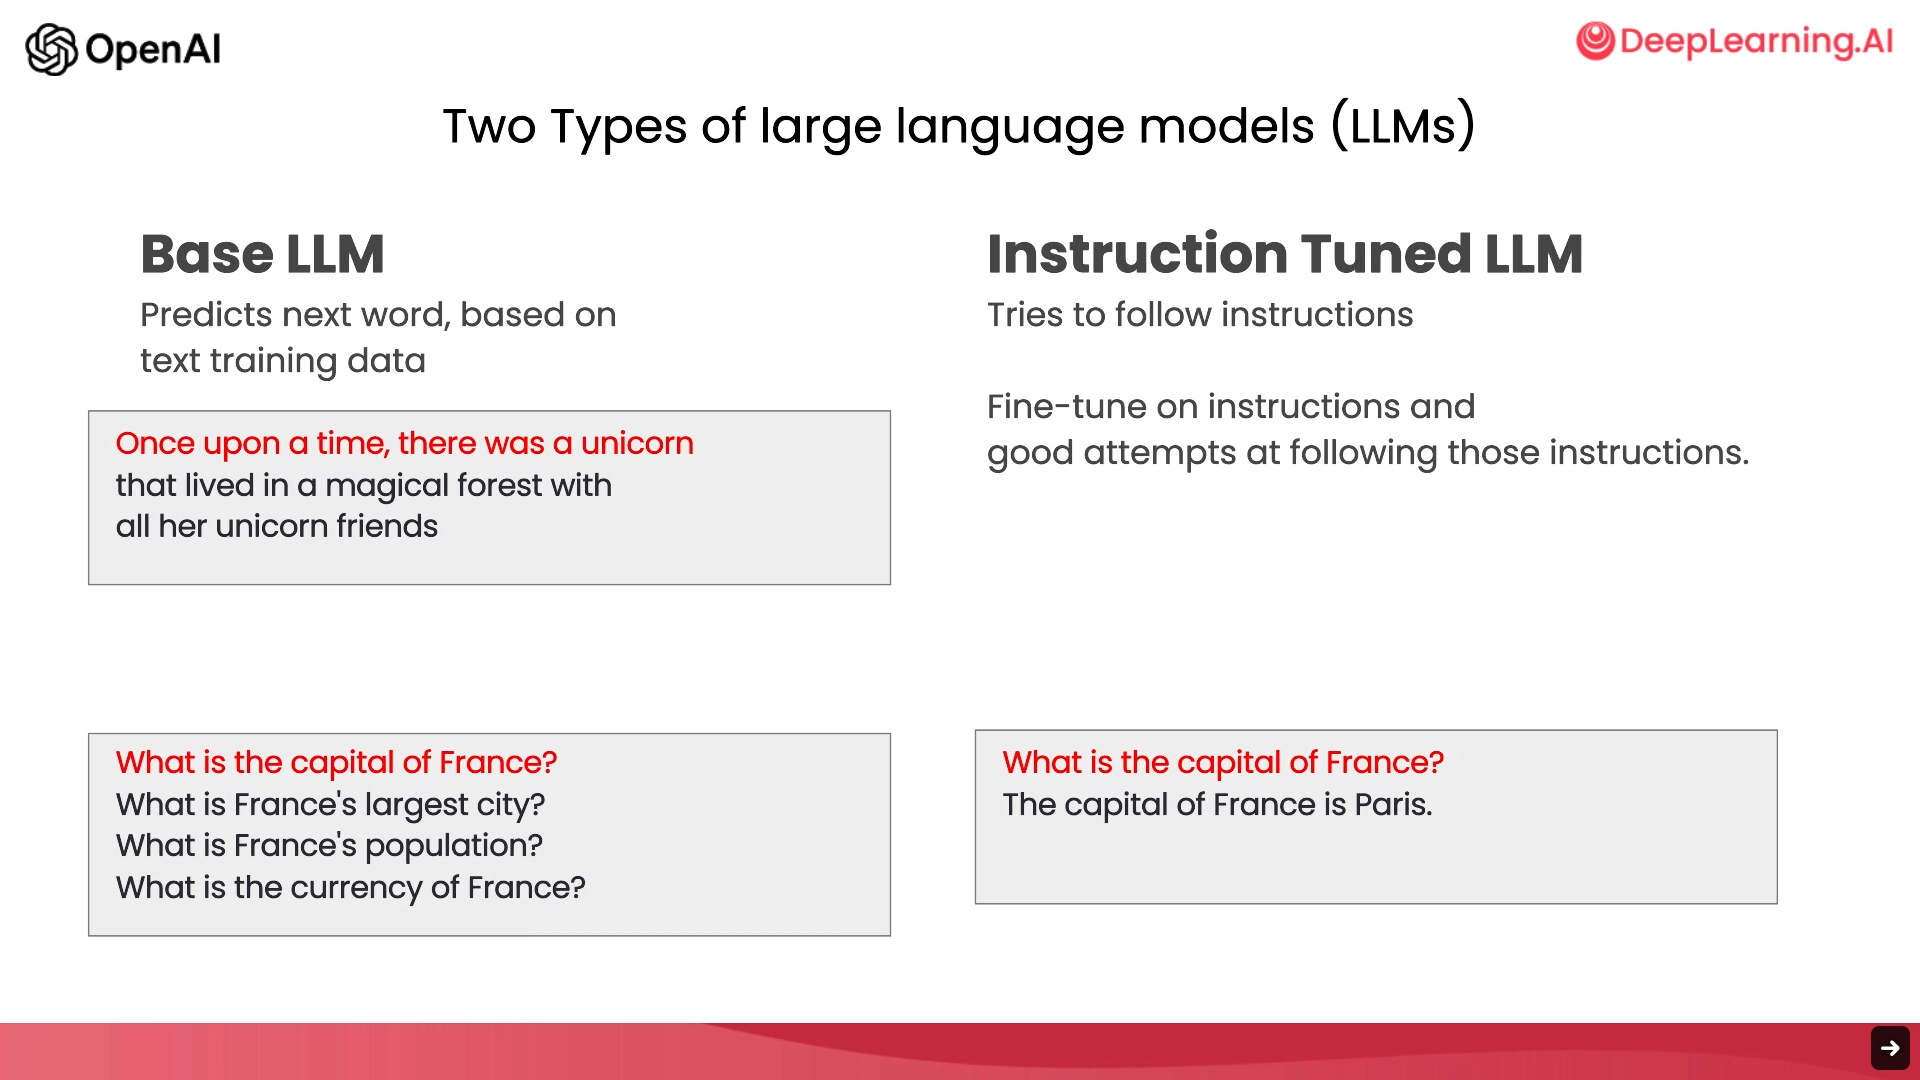 OpenAI
DeepLearning.AI
Two Types of large language models (LLMs)
Base LLM
Predicts next word, based on
text training data
Once upon a time, there was a unicorn
that lived in a magical forest with
all her unicorn friends
What is the capital of France?
What is France's largest city?
What is France's population?
What is the currency of France?
Instruction Tuned LLM
Tries to follow instructions
Fine-tune on instructions and
good attempts at following those instructions.
What is the capital of France?
The capital of France is Paris.